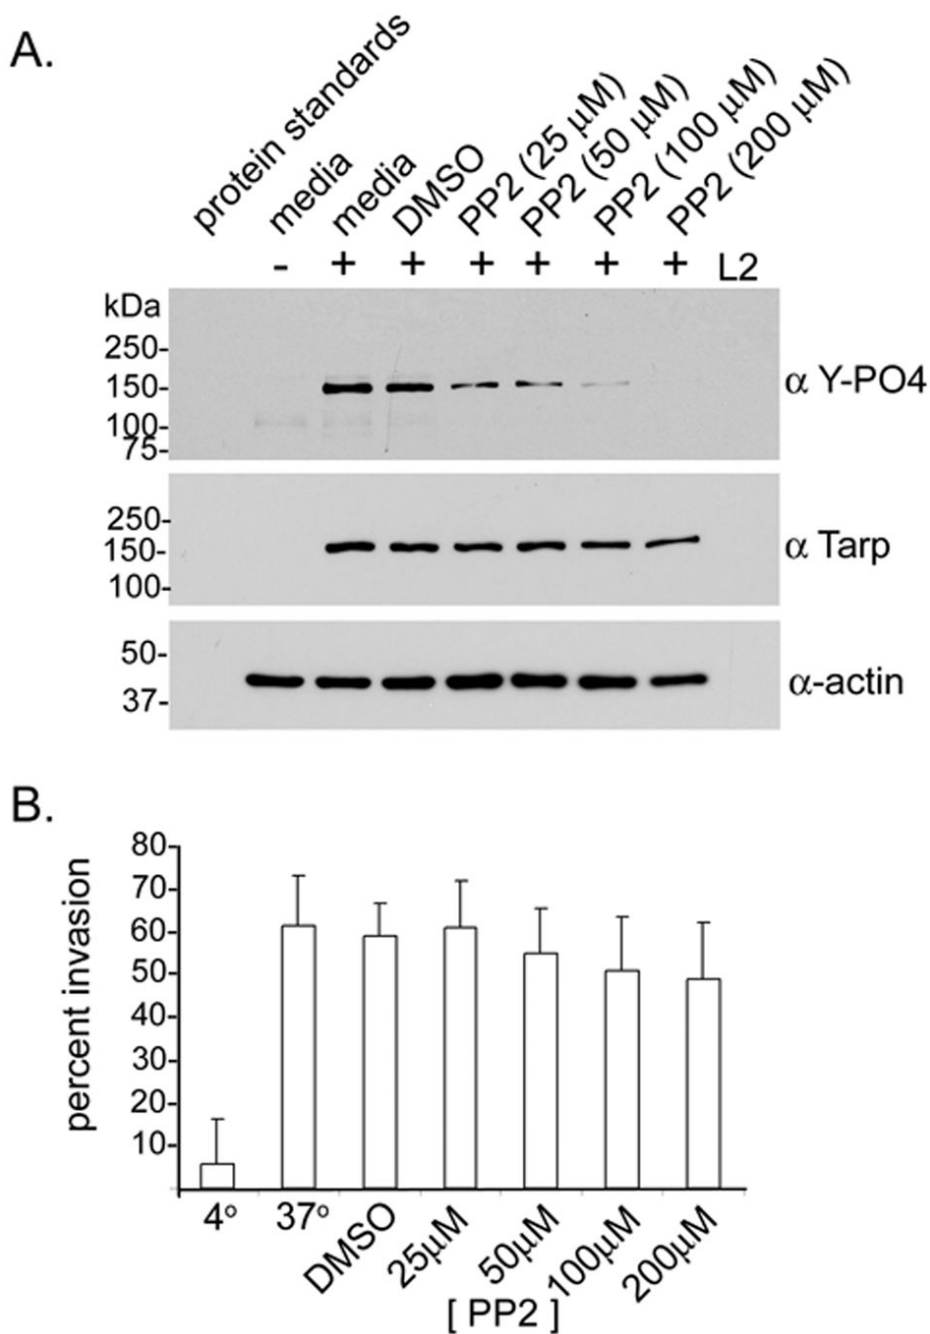 A.
protein standards
media
media
DMSO
PP2 (25 μM)
PP2 (50 μM)
PP2 (100 μM)
PP2 (200 μM)
- + + + + + + L2
kDa
250-
150-
100-
75-
α Y-PO4
250-
150-
100-
α Tarp
50-
37-
α-actin
B.
percent invasion
80
70
60
50
40
30
20
10
4° 37° DMSO 25μM 50μM 100μM 200μM
[ PP2 ]